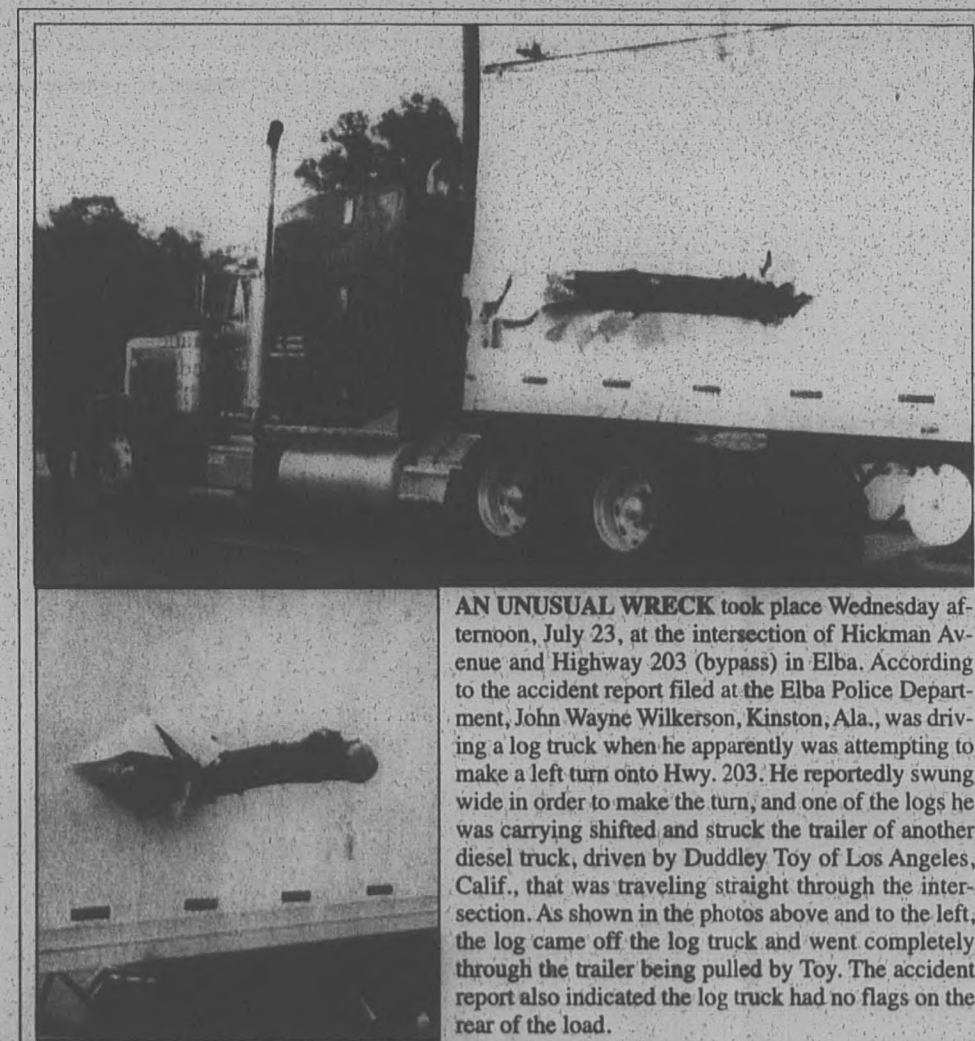 AN UNUSUAL WRECK took place Wednesday af-
ternoon, July 23, at the intersection of Hickman Av-
enue and Highway 203 (bypass) in Elba. According
to the accident report filed at the Elba Police Depart-
ment, John Wayne Wilkerson, Kinston, Ala., was driv-
ing a log truck when he apparently was attempting to
make a left turn onto Hwy. 203. He reportedly swung
wide in order to make the turn, and one of the logs he
was carrying shifted and struck the trailer of another
diesel truck, driven by Duddley Toy of Los Angeles,
Calif., that was traveling straight through the inter-
section. As shown in the photos above and to the left,
the log came off the log truck and went completely
through the trailer being pulled by Toy. The accident
report also indicated the log truck had no flags on the
rear of the load.